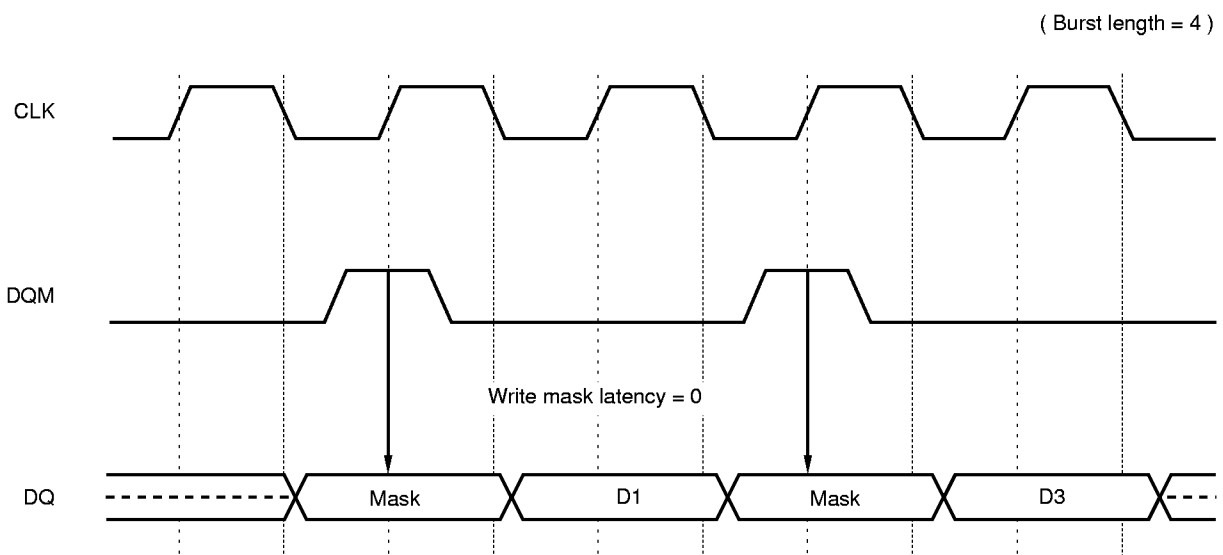 ( Burst length = 4 )
CLK
DQM
Write mask latency = 0
DQ Mask D1 Mask D3